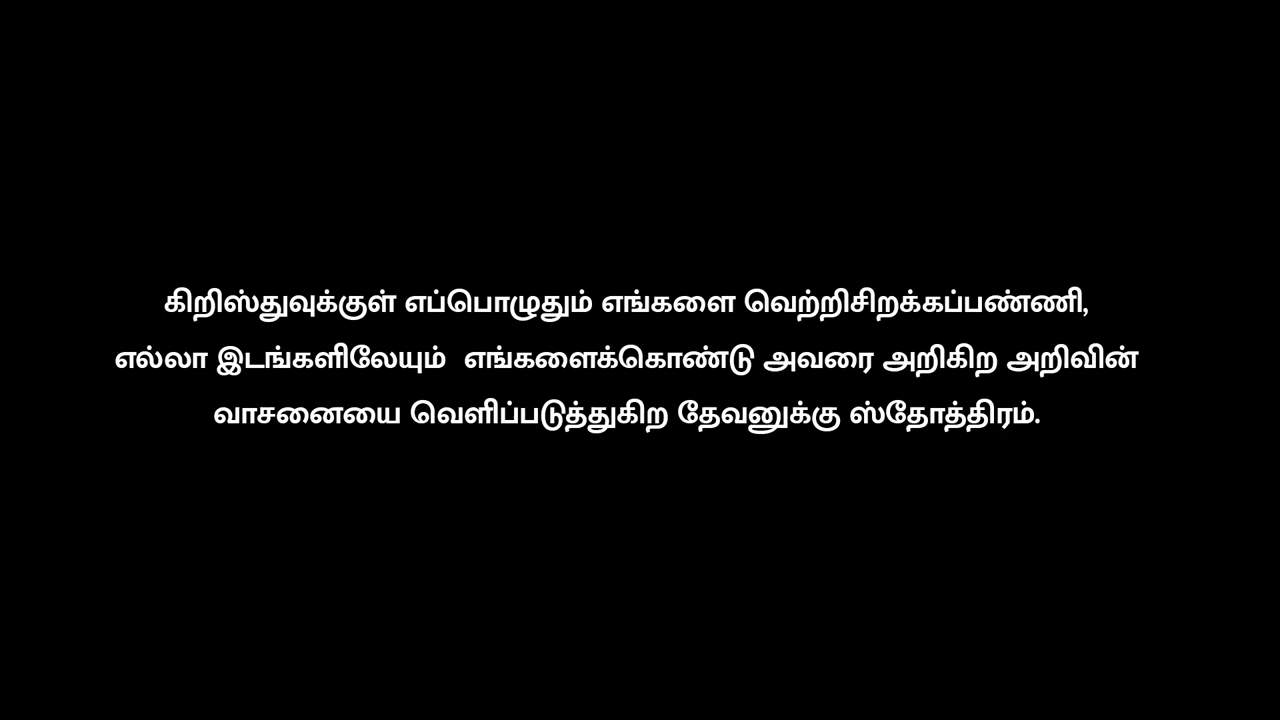 கிறிஸ்துவுக்குள் எப்பொழுதும் எங்களை வெற்றிசிறக்கப்பண்ணி,
எல்லா இடங்களிலேயும்  எங்களைக்கொண்டு அவரை அறிகிற அறிவின்
வாசனையை வெளிப்படுத்துகிற தேவனுக்கு ஸ்தோத்திரம்.